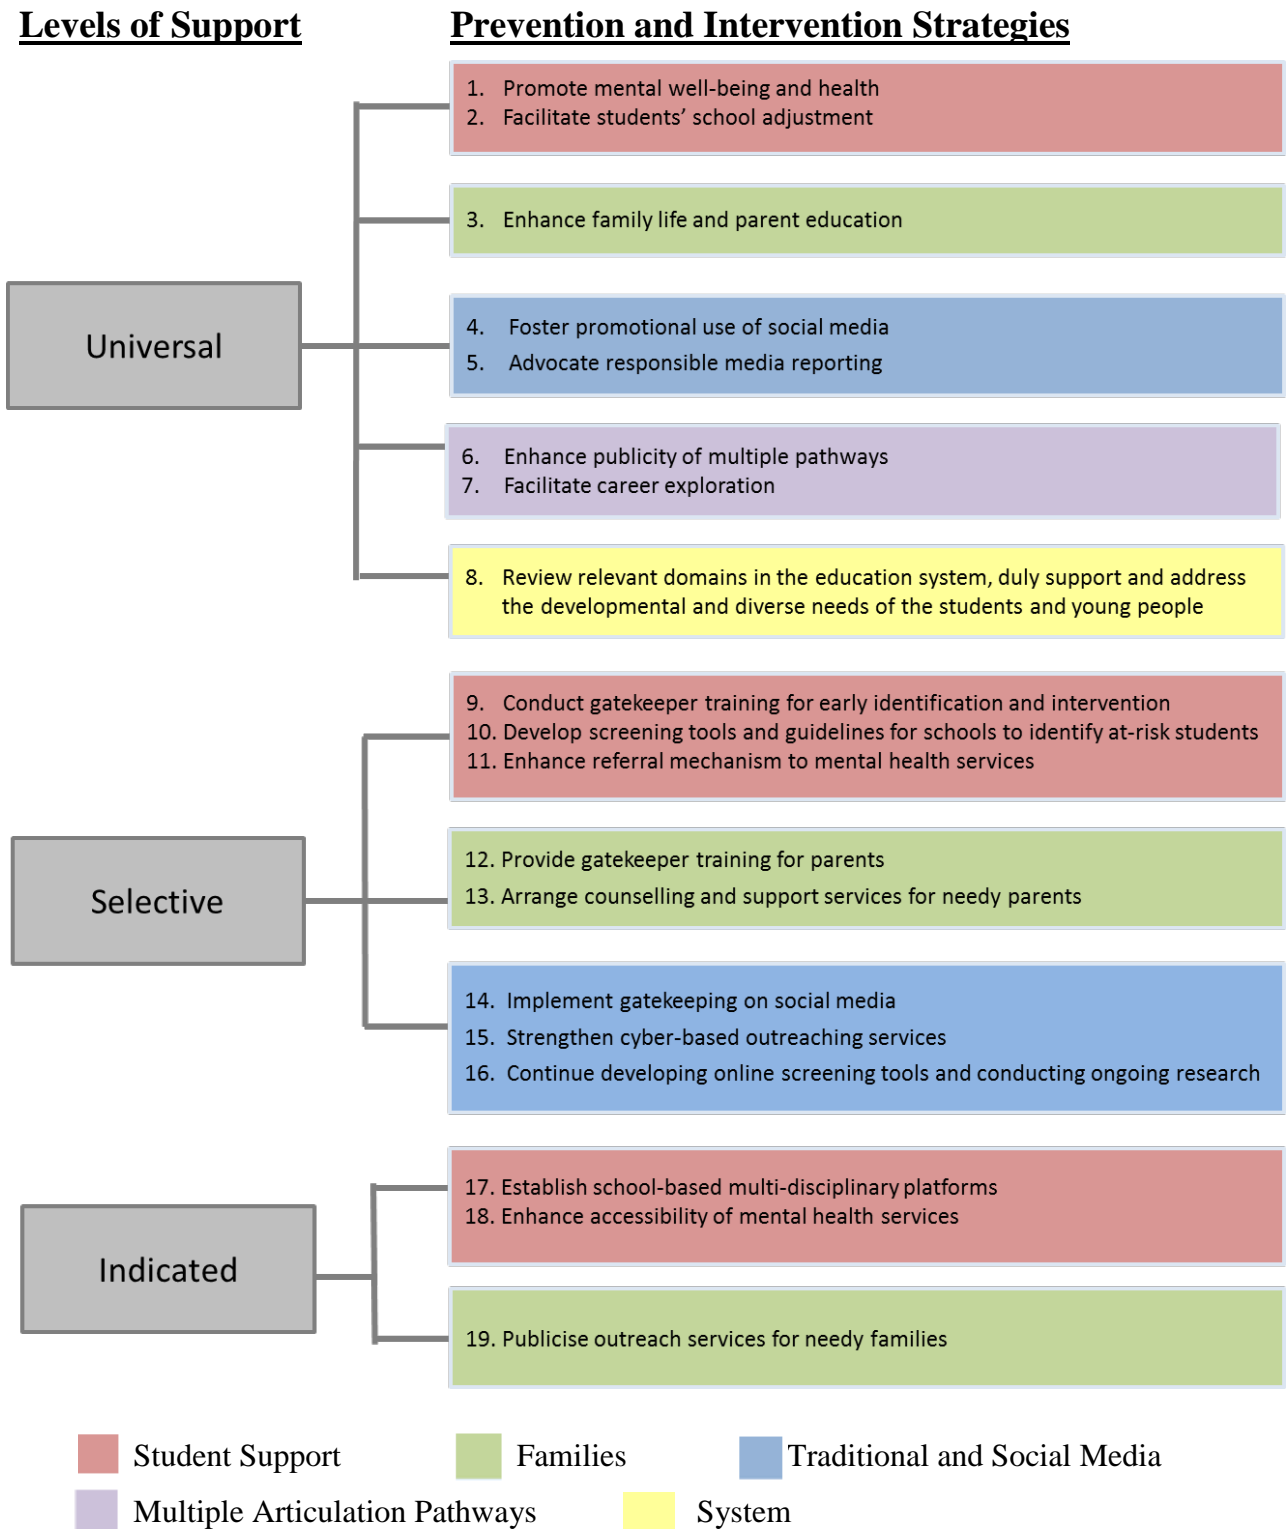 Levels of Support
Prevention and Intervention Strategies
Universal
1. Promote mental well-being and health
2. Facilitate students’ school adjustment
3. Enhance family life and parent education
4. Foster promotional use of social media
5. Advocate responsible media reporting
6. Enhance publicity of multiple pathways
7. Facilitate career exploration
8. Review relevant domains in the education system, duly support and address
the developmental and diverse needs of the students and young people
Selective
9. Conduct gatekeeper training for early identification and intervention
10. Develop screening tools and guidelines for schools to identify at-risk students
11. Enhance referral mechanism to mental health services
12. Provide gatekeeper training for parents
13. Arrange counselling and support services for needy parents
14. Implement gatekeeping on social media
15. Strengthen cyber-based outreaching services
16. Continue developing online screening tools and conducting ongoing research
Indicated
17. Establish school-based multi-disciplinary platforms
18. Enhance accessibility of mental health services
19. Publicise outreach services for needy families
Student Support
Families
Traditional and Social Media
Multiple Articulation Pathways
System